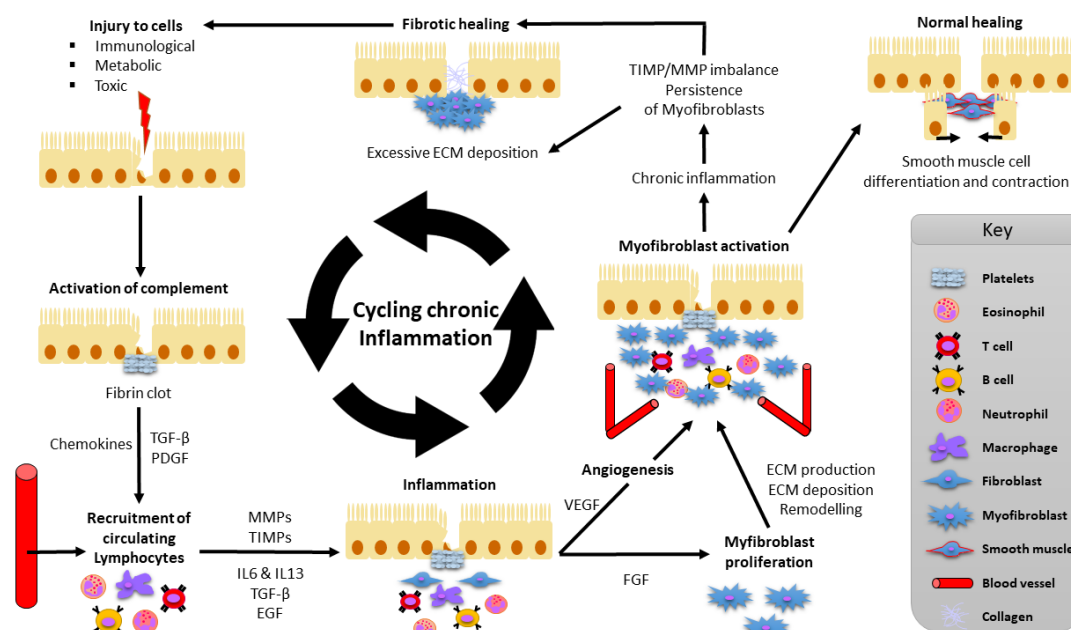 Injury to cells
▪ Immunological
▪ Metabolic
▪ Toxic
Fibrotic healing
Excessive ECM deposition
TIMP/MMP imbalance
Persistence
of Myofibroblasts
Chronic inflammation
Normal healing
Smooth muscle cell
differentiation and contraction
Myofibroblast activation
Activation of complement
Fibrin clot
Chemokines
TGF-β
PDGF
Cycling chronic
Inflammation
Recruitment of
circulating
Lymphocytes
MMPs
TIMPs
IL6 & IL13
TGF-β
EGF
Inflammation
Angiogenesis
VEGF
FGF
ECM production
ECM deposition
Remodelling
Myfibroblast
proliferation
Key
Platelets
Eosinophil
T cell
B cell
Neutrophil
Macrophage
Fibroblast
Myofibroblast
Smooth muscle
Blood vessel
Collagen